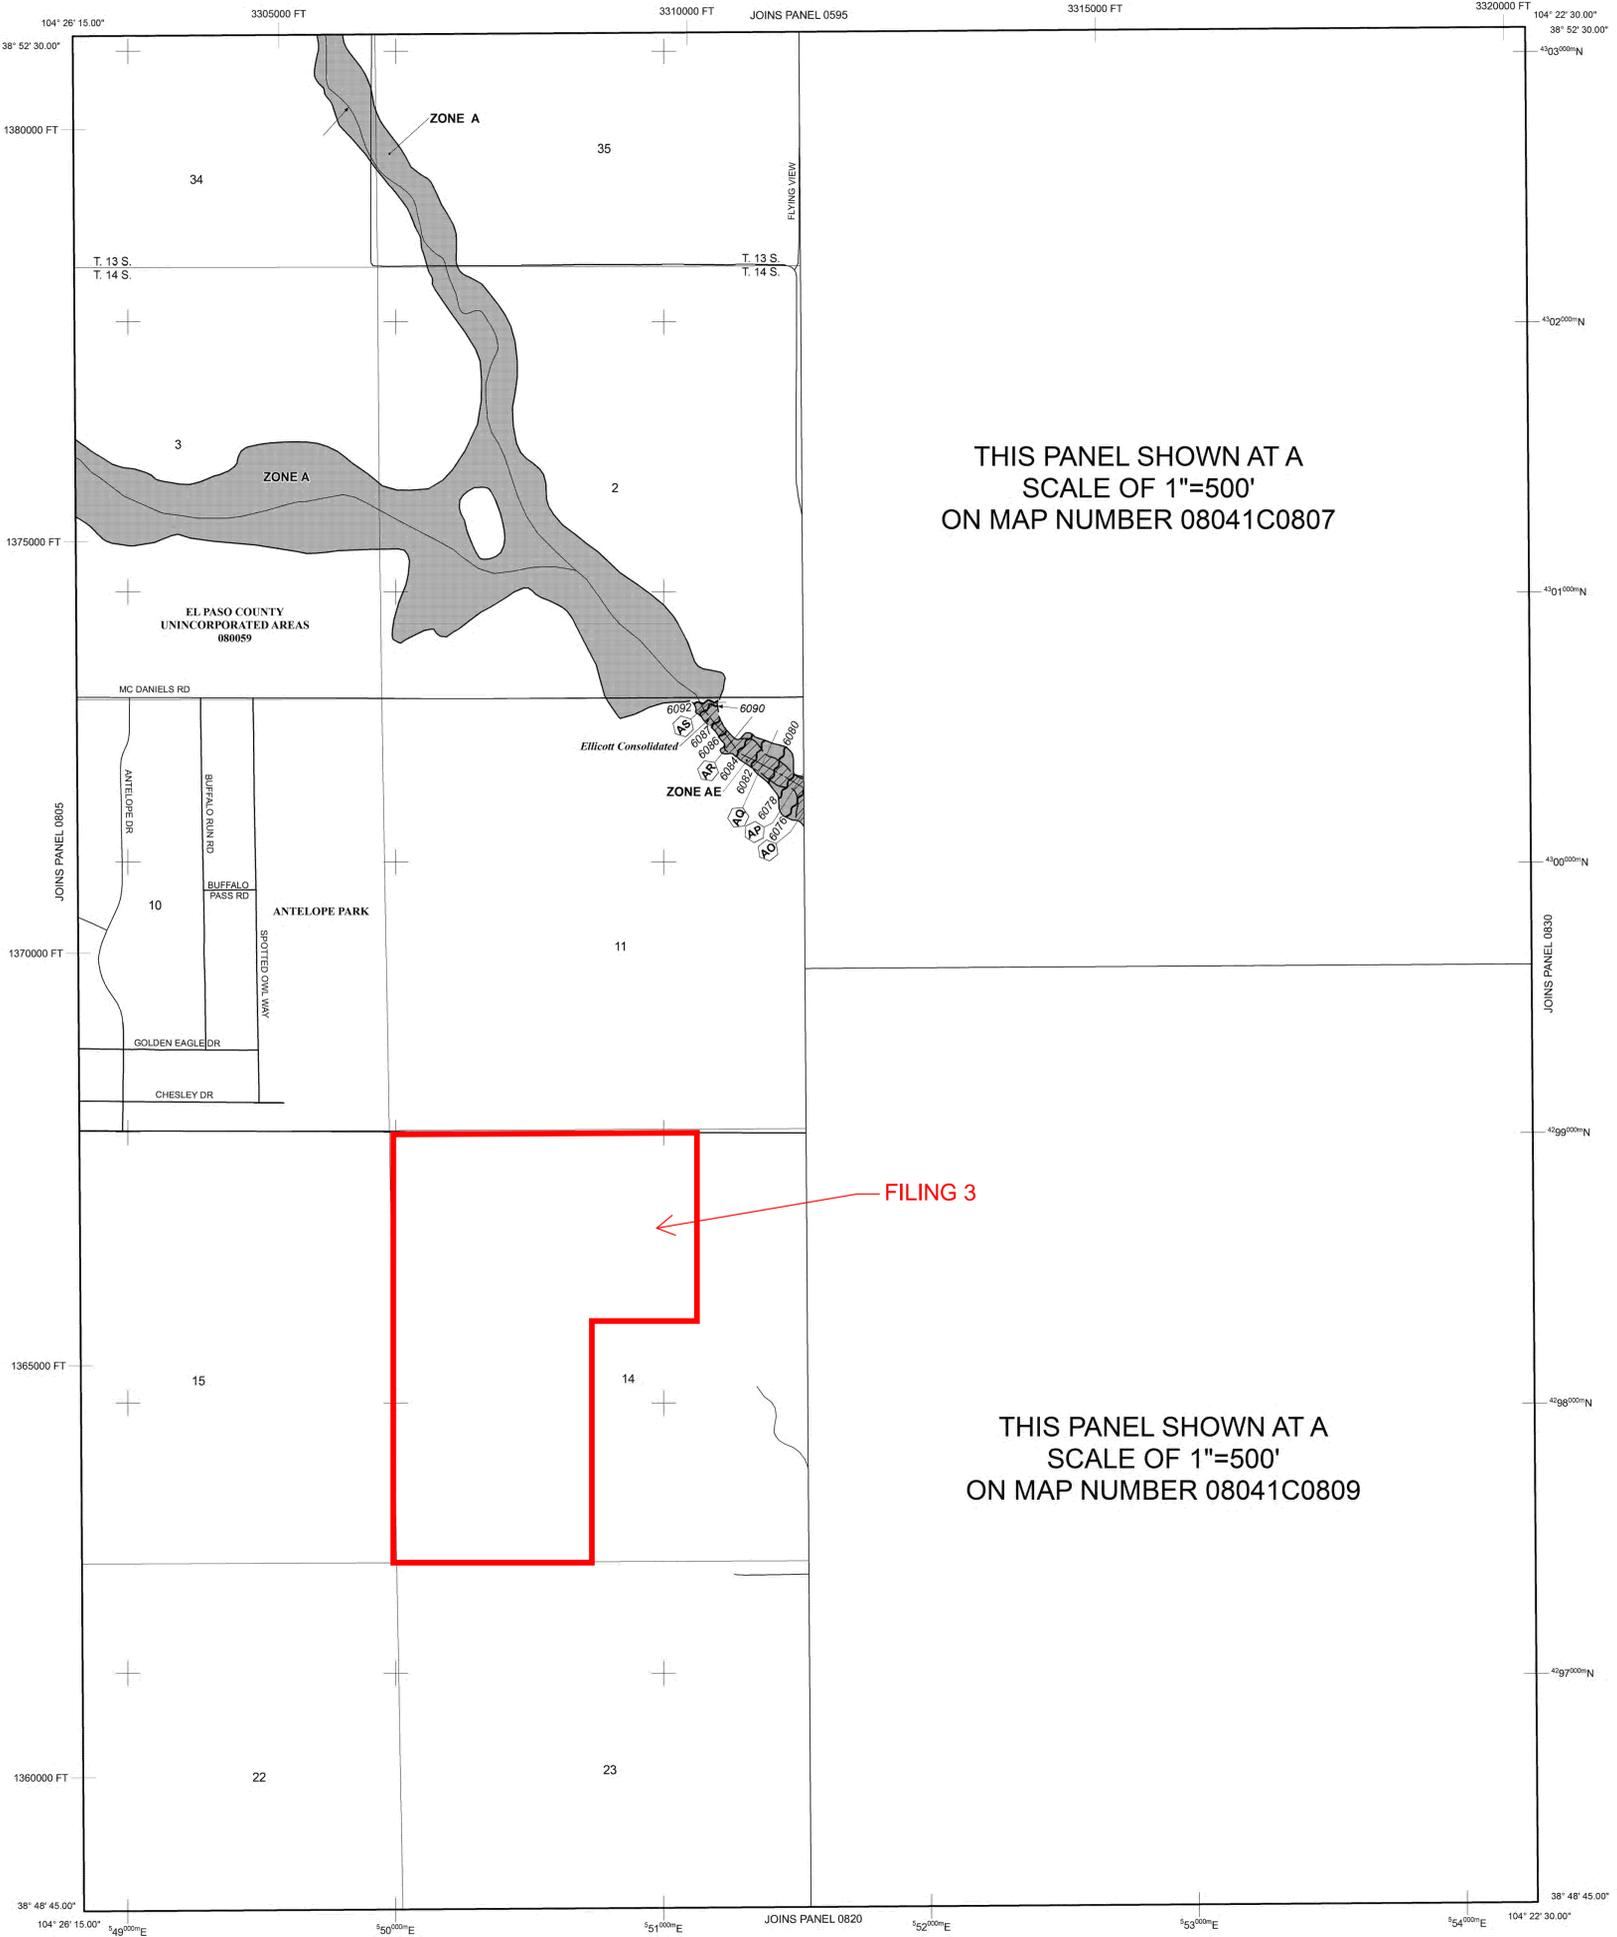 3305000 FT
3310000 FT
JOINS PANEL 0595
3315000 FT
3320000 FT
104° 26' 15.00"
104° 22' 30.00"
38° 52' 30.00"
38° 52' 30.00"
4303000mN
1380000 FT
ZONE A
35
34
FLYING VIEW
T. 13 S.
T. 14 S.
T. 13 S.
T. 14 S.
4302000mN
3
ZONE A
2
THIS PANEL SHOWN AT A
SCALE OF 1"=500'
ON MAP NUMBER 08041C0807
1375000 FT
4301000mN
EL PASO COUNTY
UNINCORPORATED AREAS
080059
MC DANIELS RD
6092
6090
AS
6087
6086
6080
Ellicott Consolidated
AR
6084
6082
ZONE AE
AQ
6078
AP
6076
AO
ANTELOPE DR
BUFFALO RUN RD
JOINS PANEL 0805
4300000mN
BUFFALO
PASS RD
10
ANTELOPE PARK
11
1370000 FT
SPOTTED OWL WAY
JOINS PANEL 0830
GOLDEN EAGLE DR
CHESLEY DR
4299000mN
FILING 3
1365000 FT
15
14
4298000mN
THIS PANEL SHOWN AT A
SCALE OF 1"=500'
ON MAP NUMBER 08041C0809
4297000mN
22
23
1360000 FT
38° 48' 45.00"
38° 48' 45.00"
104° 26' 15.00"
549000mE
550000mE
551000mE
JOINS PANEL 0820
552000mE
553000mE
554000mE
104° 22' 30.00"